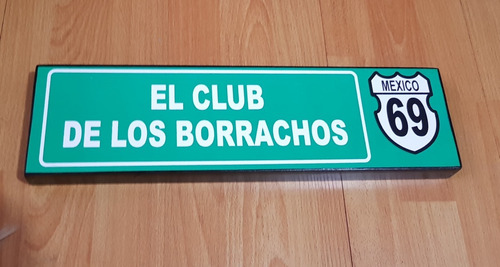 EL CLUB
DE LOS BORRACHOS
MEXICO
69